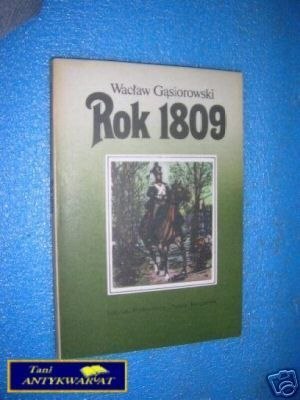 Wacław Gąsiorowski
Rok 1809
Tani
ANTYKWARIAT